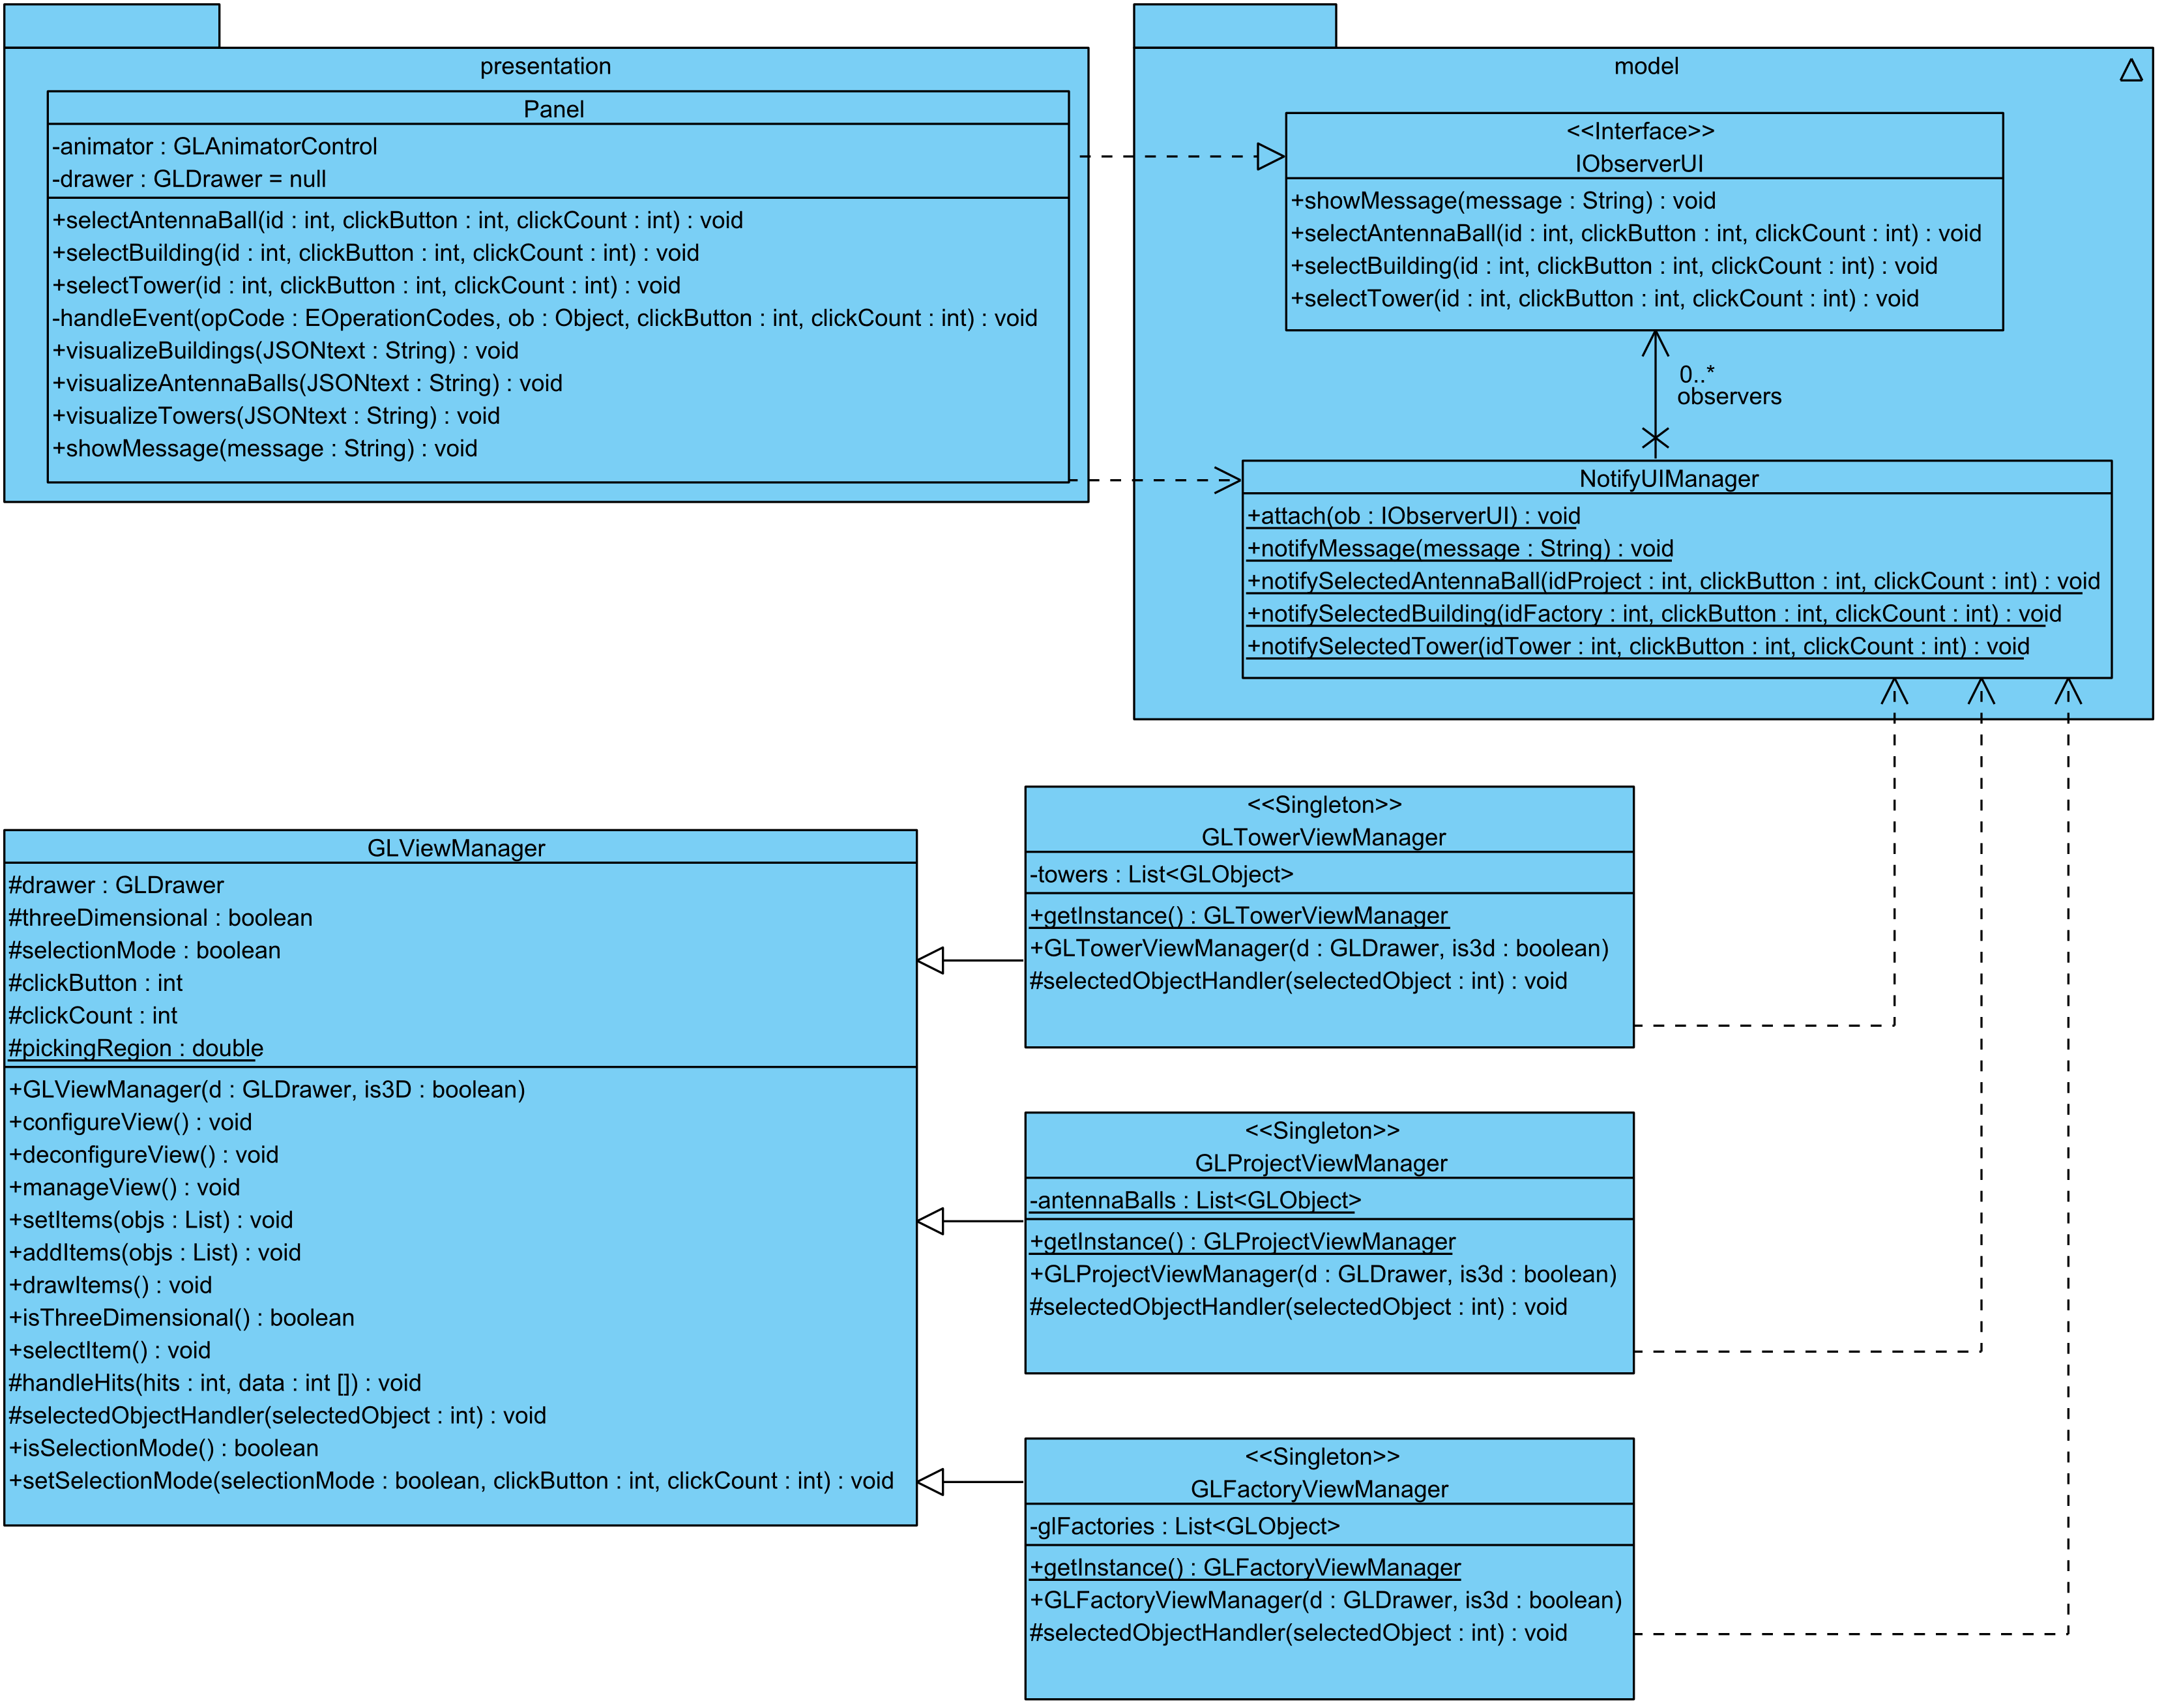 presentation
Panel
-animator : GLAnimatorControl
-drawer : GLDrawer = null
+selectAntennaBall(id : int, clickButton : int, clickCount : int) : void
+selectBuilding(id : int, clickButton : int, clickCount : int) : void
+selectTower(id : int, clickButton : int, clickCount : int) : void
-handleEvent(opCode : EOperationCodes, ob : Object, clickButton : int, clickCount : int) : void
+visualizeBuildings(JSONtext : String) : void
+visualizeAntennaBalls(JSONtext : String) : void
+visualizeTowers(JSONtext : String) : void
+showMessage(message : String) : void
model
<<Interface>>
IObserverUI
+showMessage(message : String) : void
+selectAntennaBall(id : int, clickButton : int, clickCount : int) : void
+selectBuilding(id : int, clickButton : int, clickCount : int) : void
+selectTower(id : int, clickButton : int, clickCount : int) : void
0..*
observers
NotifyUIManager
+attach(ob : IObserverUI) : void
+notifyMessage(message : String) : void
+notifySelectedAntennaBall(idProject : int, clickButton : int, clickCount : int) : void
+notifySelectedBuilding(idFactory : int, clickButton : int, clickCount : int) : void
+notifySelectedTower(idTower : int, clickButton : int, clickCount : int) : void
GLViewManager
#drawer : GLDrawer
#threeDimensional : boolean
#selectionMode : boolean
#clickButton : int
#clickCount : int
#pickingRegion : double
+GLViewManager(d : GLDrawer, is3D : boolean)
+configureView() : void
+deconfigureView() : void
+manageView() : void
+setItems(objs : List) : void
+addItems(objs : List) : void
+drawItems() : void
+isThreeDimensional() : boolean
+selectItem() : void
#handleHits(hits : int, data : int []) : void
#selectedObjectHandler(selectedObject : int) : void
+isSelectionMode() : boolean
+setSelectionMode(selectionMode : boolean, clickButton : int, clickCount : int) : void
<<Singleton>>
GLTowerViewManager
-towers : List<GLObject>
+getInstance() : GLTowerViewManager
+GLTowerViewManager(d : GLDrawer, is3d : boolean)
#selectedObjectHandler(selectedObject : int) : void
<<Singleton>>
GLProjectViewManager
-antennaBalls : List<GLObject>
+getInstance() : GLProjectViewManager
+GLProjectViewManager(d : GLDrawer, is3d : boolean)
#selectedObjectHandler(selectedObject : int) : void
<<Singleton>>
GLFactoryViewManager
-glFactories : List<GLObject>
+getInstance() : GLFactoryViewManager
+GLFactoryViewManager(d : GLDrawer, is3d : boolean)
#selectedObjectHandler(selectedObject : int) : void